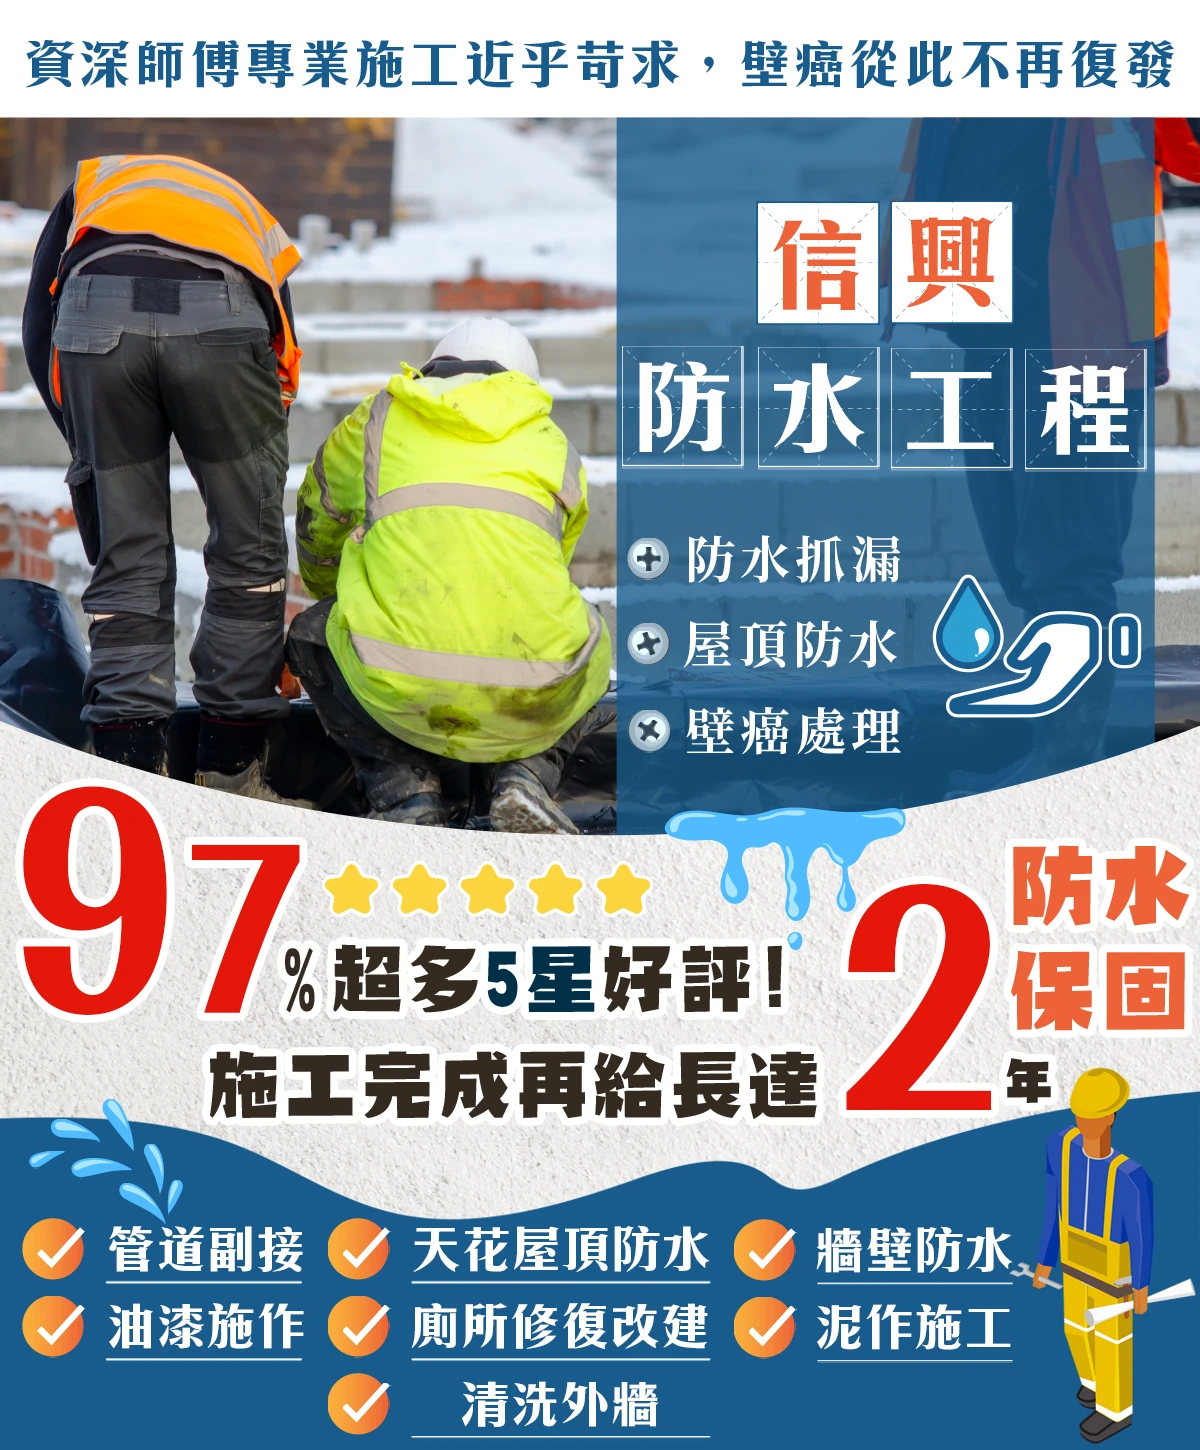 資深師傅專業施工近乎苛求，壁癌從此不再復發
信興
防水工程
防水抓漏
屋頂防水
壁癌處理
97%超多5星好評!
施工完成再給長達2年
防水
保固
管道副接
天花屋頂防水
牆壁防水
油漆施作
廁所修復改建
泥作施工
清洗外牆